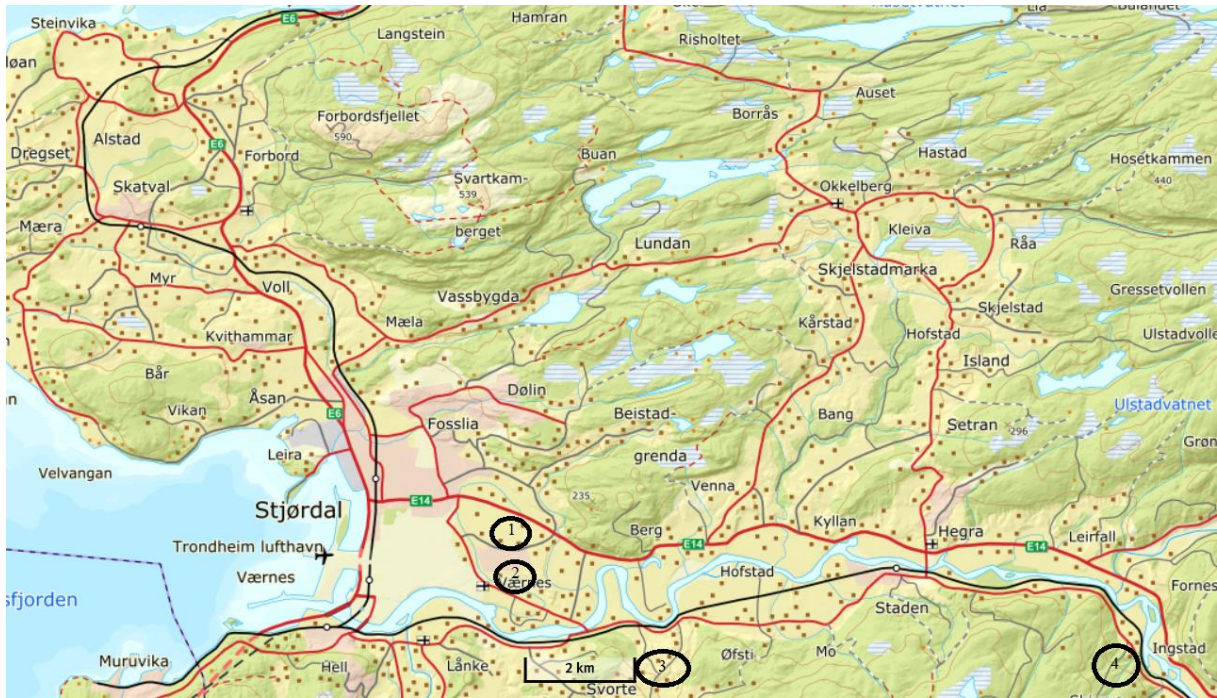 Steinvika
E6
Hamran
Langstein
Risholtet
Auset
Borrås
Forbordsfjellet
590
Alstad
E6
Dregset
Forbord
Buan
Hastad
Hosetkammen
440
Skatval
Svartkam-
539
berget
Okkelberg
Mæra
Kleiva
Råa
Lundan
Myr
Voll
Skjelstadmarka
Gressetvollen
Vassbygda
Skjelstad
Mæla
Kårstad
Kvithammar
Hofstad
Island
Bår
Åsan
Dølin
Vikan
E6
Fosslia
Beistad-
grenda
Bang
Ulstadvatnet
Setran
296
Leira
Velvangan
Venna
235
Stjørdal
E14
1
Berg
E14
Kyllan
Hegra
Leirfall
E14
Trondheim lufthavn
Værnes
2
Værnes
Hofstad
Fornes
sfjorden
Staden
Muruvika
Hell
Lånke
2 km
3
Øfsti
Mo
4
Ingstad
Svorte